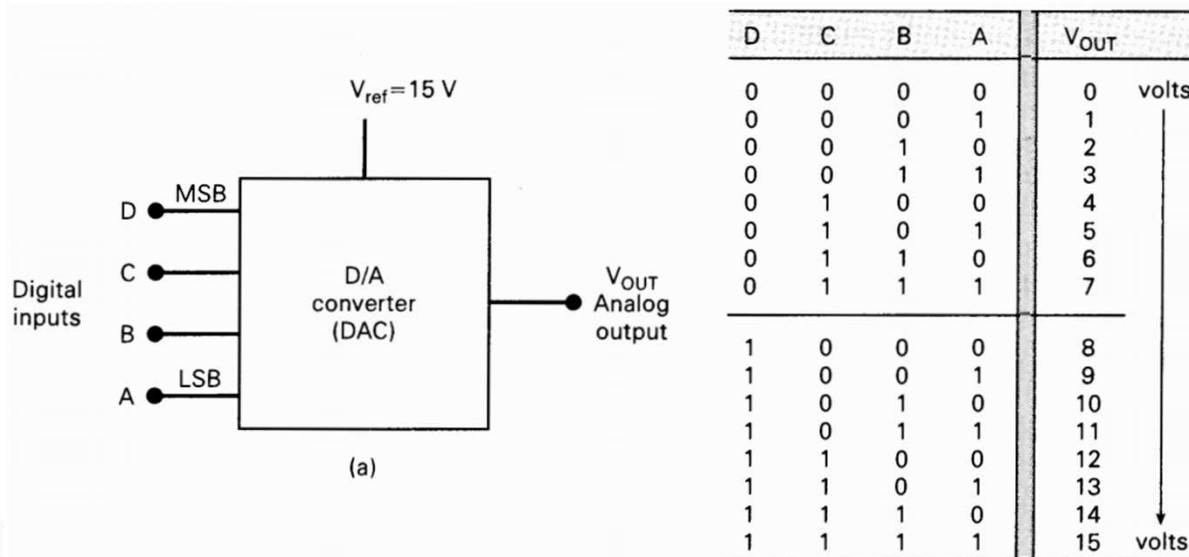 V_ref=15 V
D MSB
C
Digital inputs
B
A LSB
D/A
converter
(DAC)
V_OUT
Analog
output
(a)
D C B A V_OUT
0 0 0 0 0 volts
0 0 0 1 1
0 0 1 0 2
0 0 1 1 3
0 1 0 0 4
0 1 0 1 5
0 1 1 0 6
0 1 1 1 7
1 0 0 0 8
1 0 0 1 9
1 0 1 0 10
1 0 1 1 11
1 1 0 0 12
1 1 0 1 13
1 1 1 0 14
1 1 1 1 15 volts